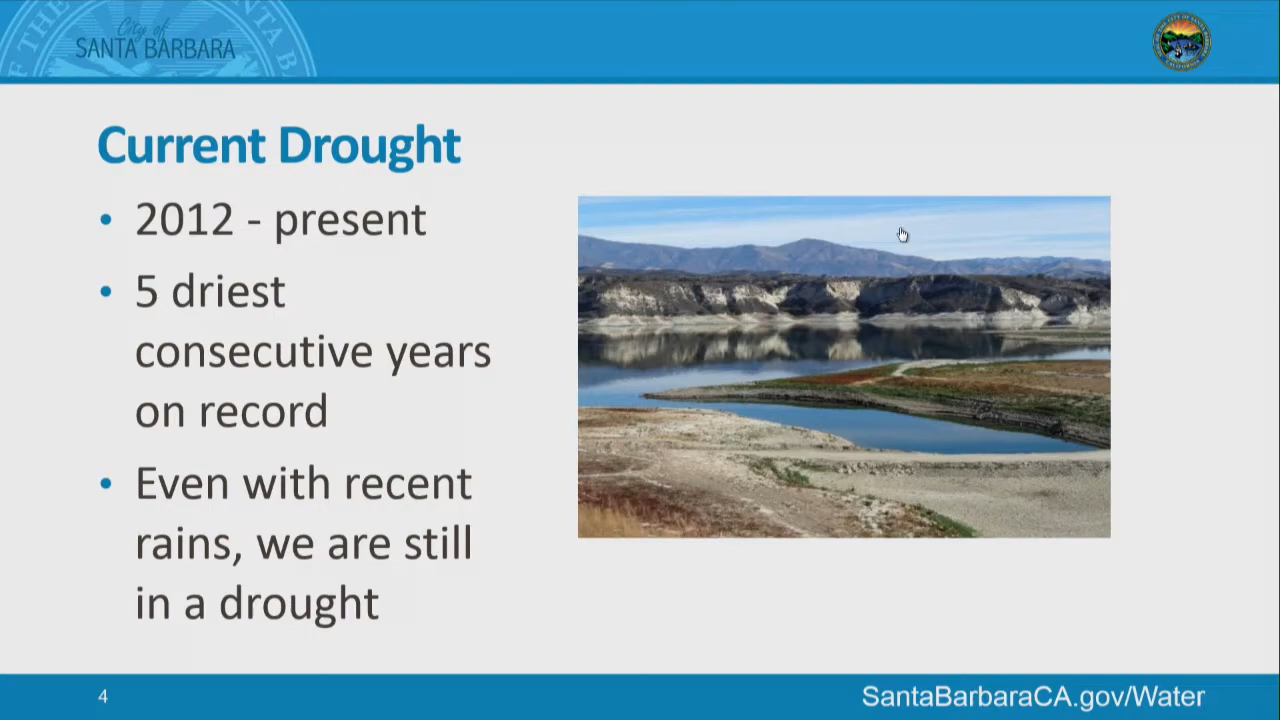 City of
SANTA BARBARA
Current Drought
• 2012 - present
• 5 driest
consecutive years
on record
• Even with recent
rains, we are still
in a drought
4
SantaBarbaraCA.gov/Water